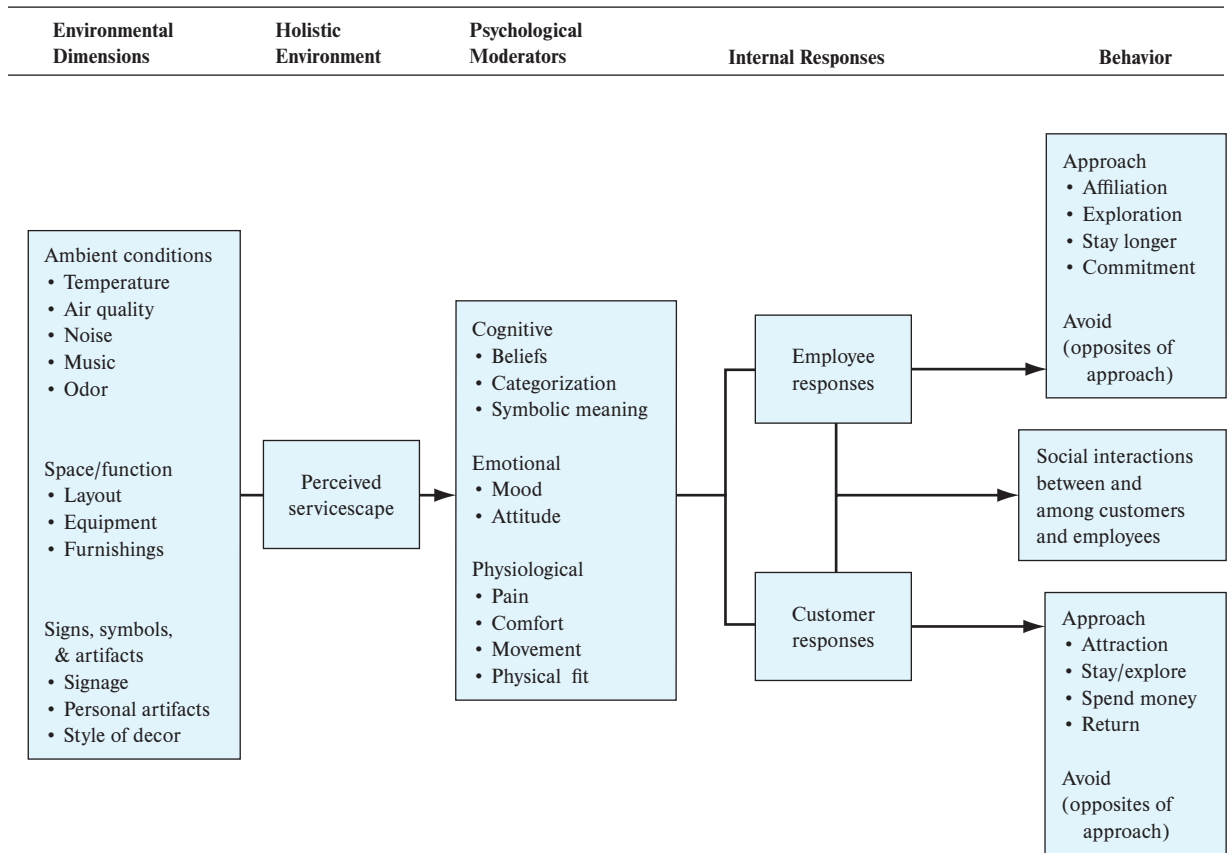 Environmental
Dimensions
Holistic
Environment
Psychological
Moderators
Internal Responses
Behavior
Ambient conditions
• Temperature
• Air quality
• Noise
• Music
• Odor
Space/function
• Layout
• Equipment
• Furnishings
Signs, symbols,
& artifacts
• Signage
• Personal artifacts
• Style of decor
Perceived
servicescape
Cognitive
• Beliefs
• Categorization
• Symbolic meaning
Emotional
• Mood
• Attitude
Physiological
• Pain
• Comfort
• Movement
• Physical fit
Employee
responses
Customer
responses
Approach
• Affiliation
• Exploration
• Stay longer
• Commitment
Avoid
(opposites of
approach)
Social interactions
between and
among customers
and employees
Approach
• Attraction
• Stay/explore
• Spend money
• Return
Avoid
(opposites of
approach)